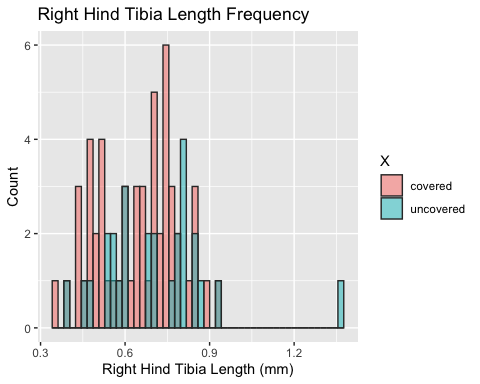 Right Hind Tibia Length Frequency
6
4
2
0
Count
0.3 0.6 0.9 1.2
Right Hind Tibia Length (mm)
X
covered
uncovered